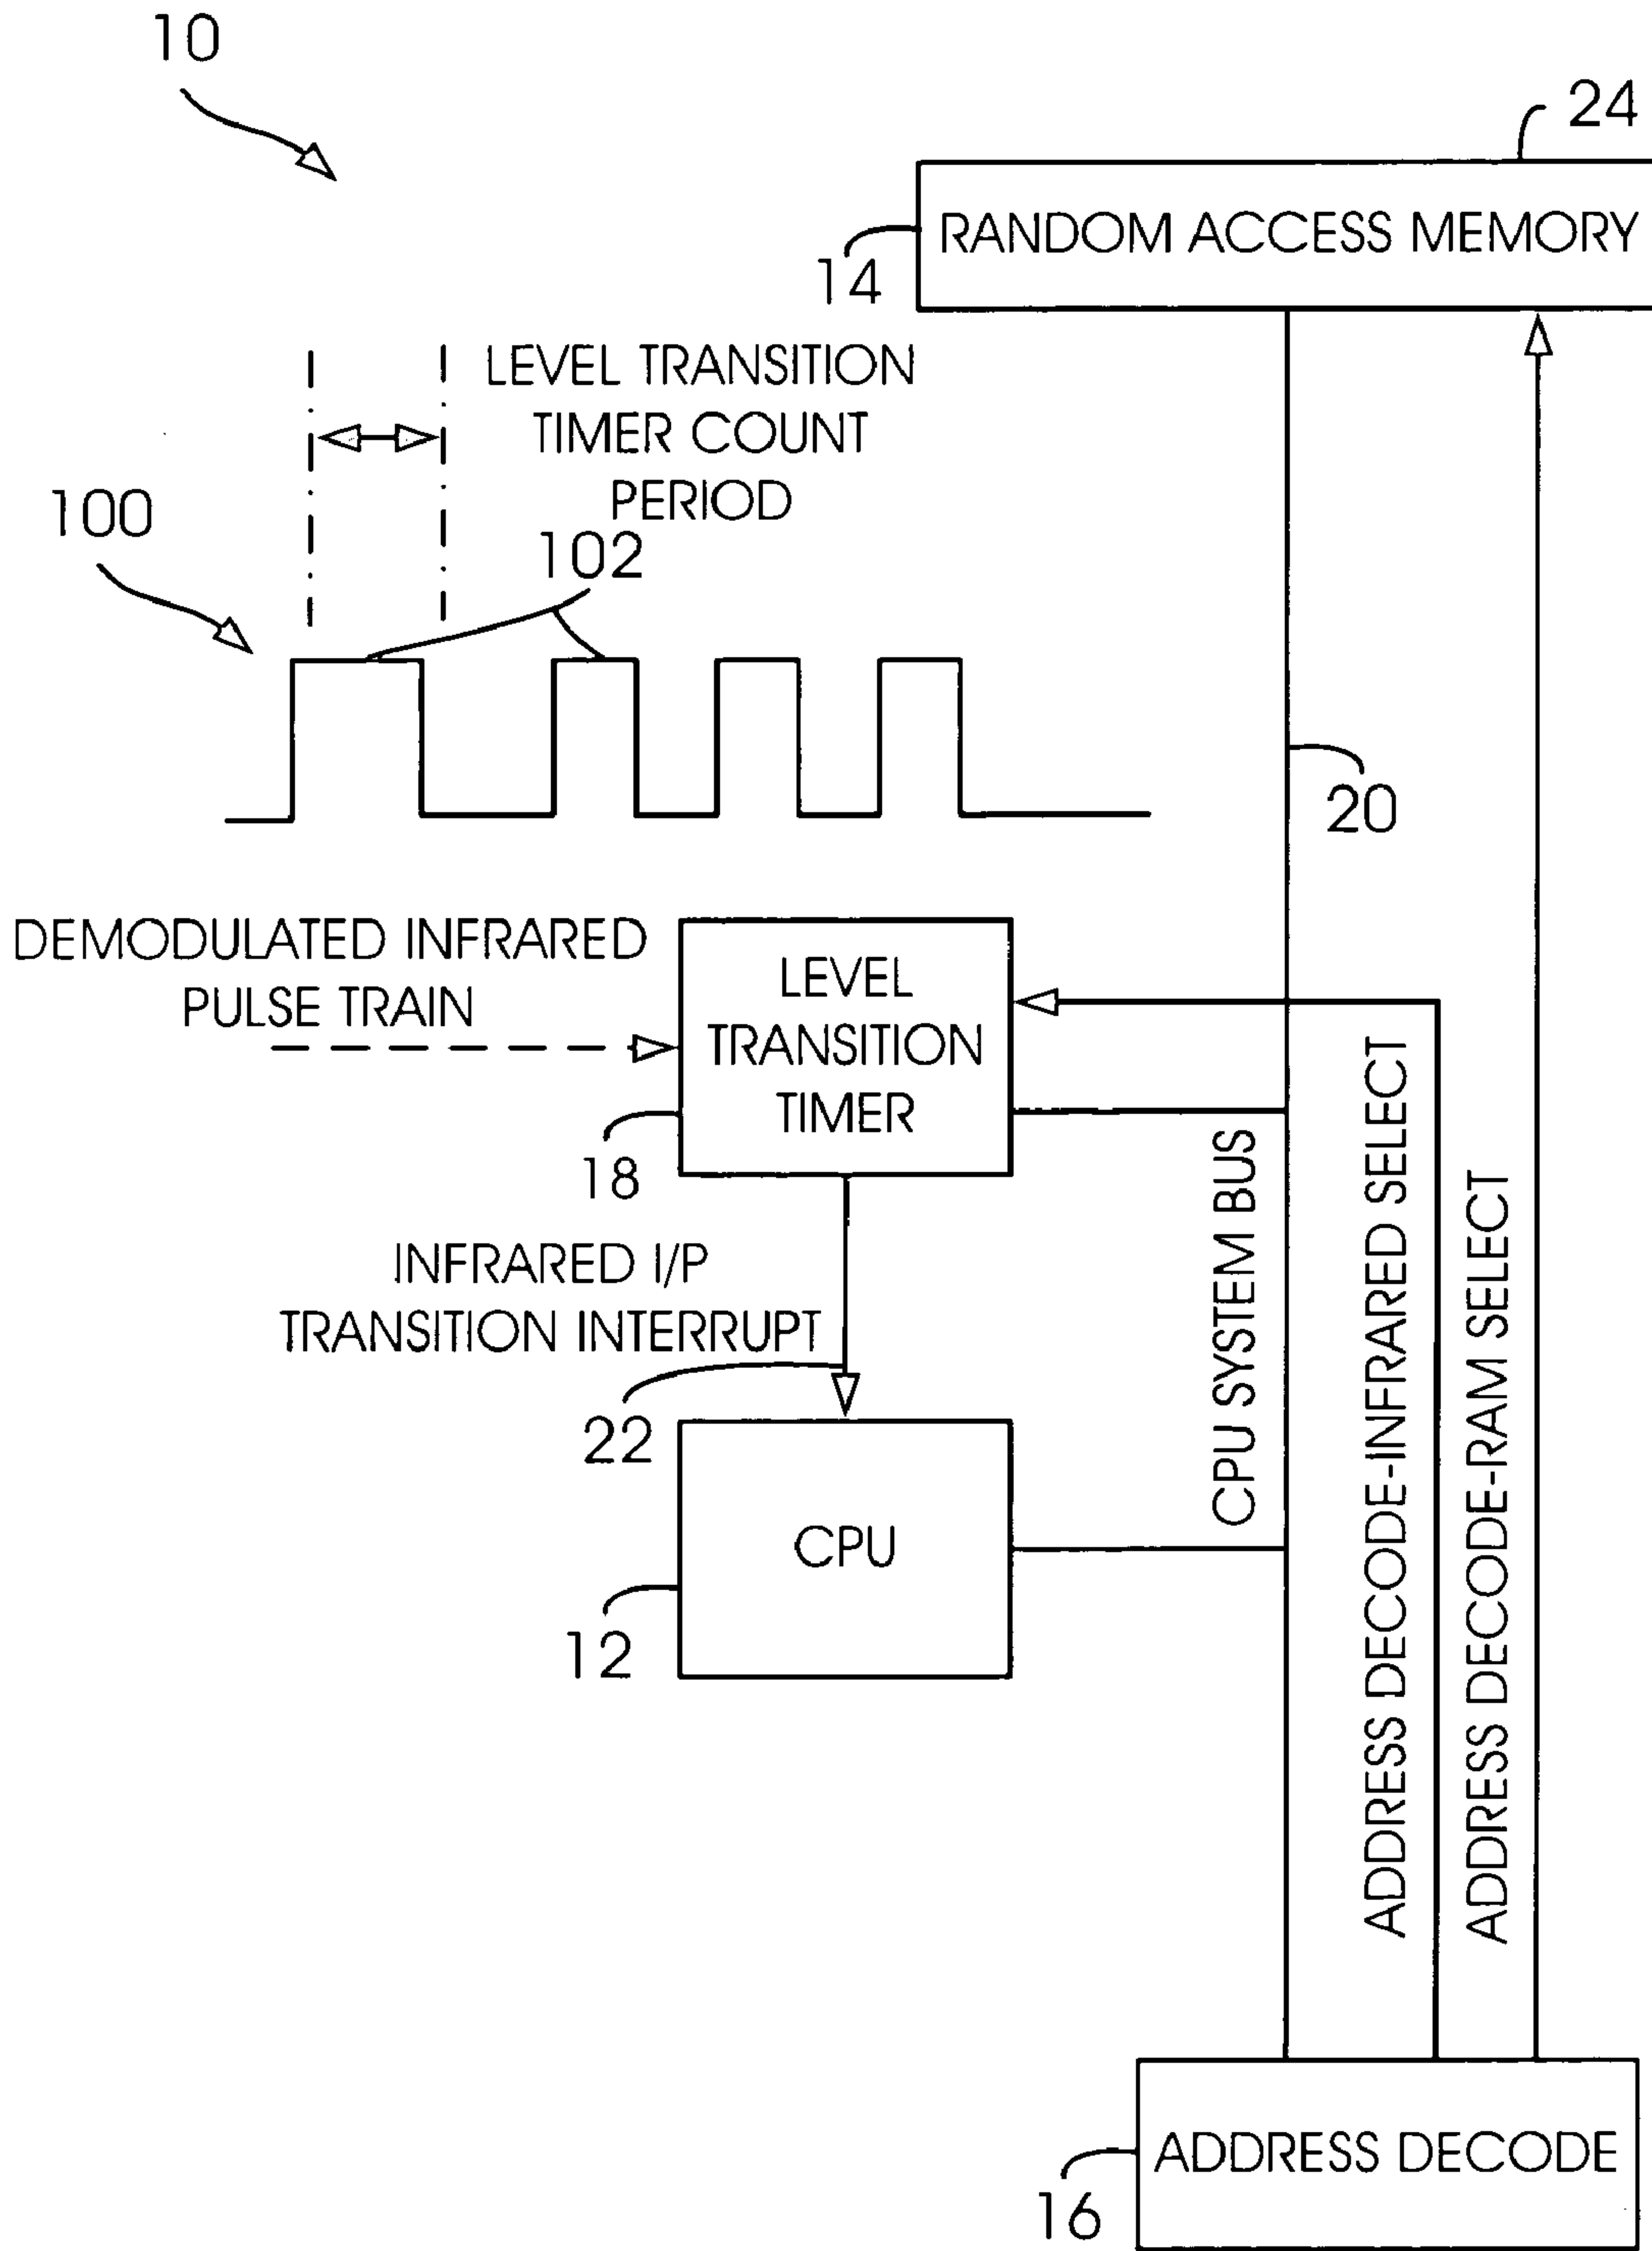 10
24
RANDOM ACCESS MEMORY
14
LEVEL TRANSITION
TIMER COUNT
PERIOD
100
102
20
DEMODULATED INFRARED
PULSE TRAIN
LEVEL
TRANSITION
TIMER
18
INFRARED I/P
TRANSITION INTERRUPT
22
CPU
12
CPU SYSTEM BUS
ADDRESS DECODE-INFRARED SELECT
ADDRESS DECODE-RAM SELECT
ADDRESS DECODE
16